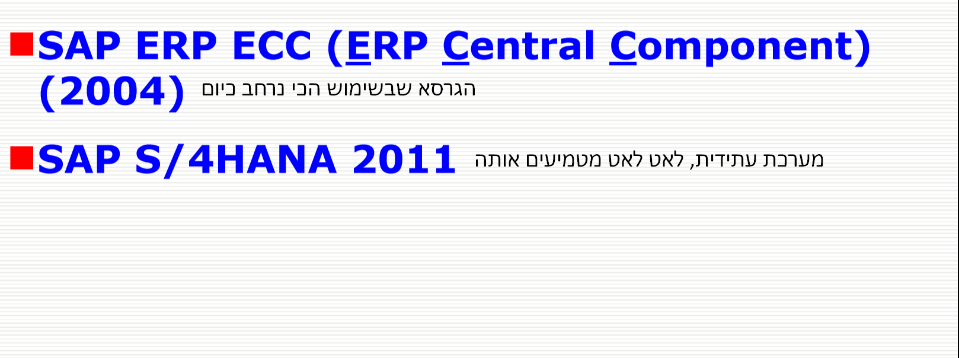 SAP ERP ECC (ERP Central Component)
(2004) הגרסא שבשימוש הכי נרחב כיום
SAP S/4HANA 2011 מערכת עתידית, לאט לאט מטמיעים אותה